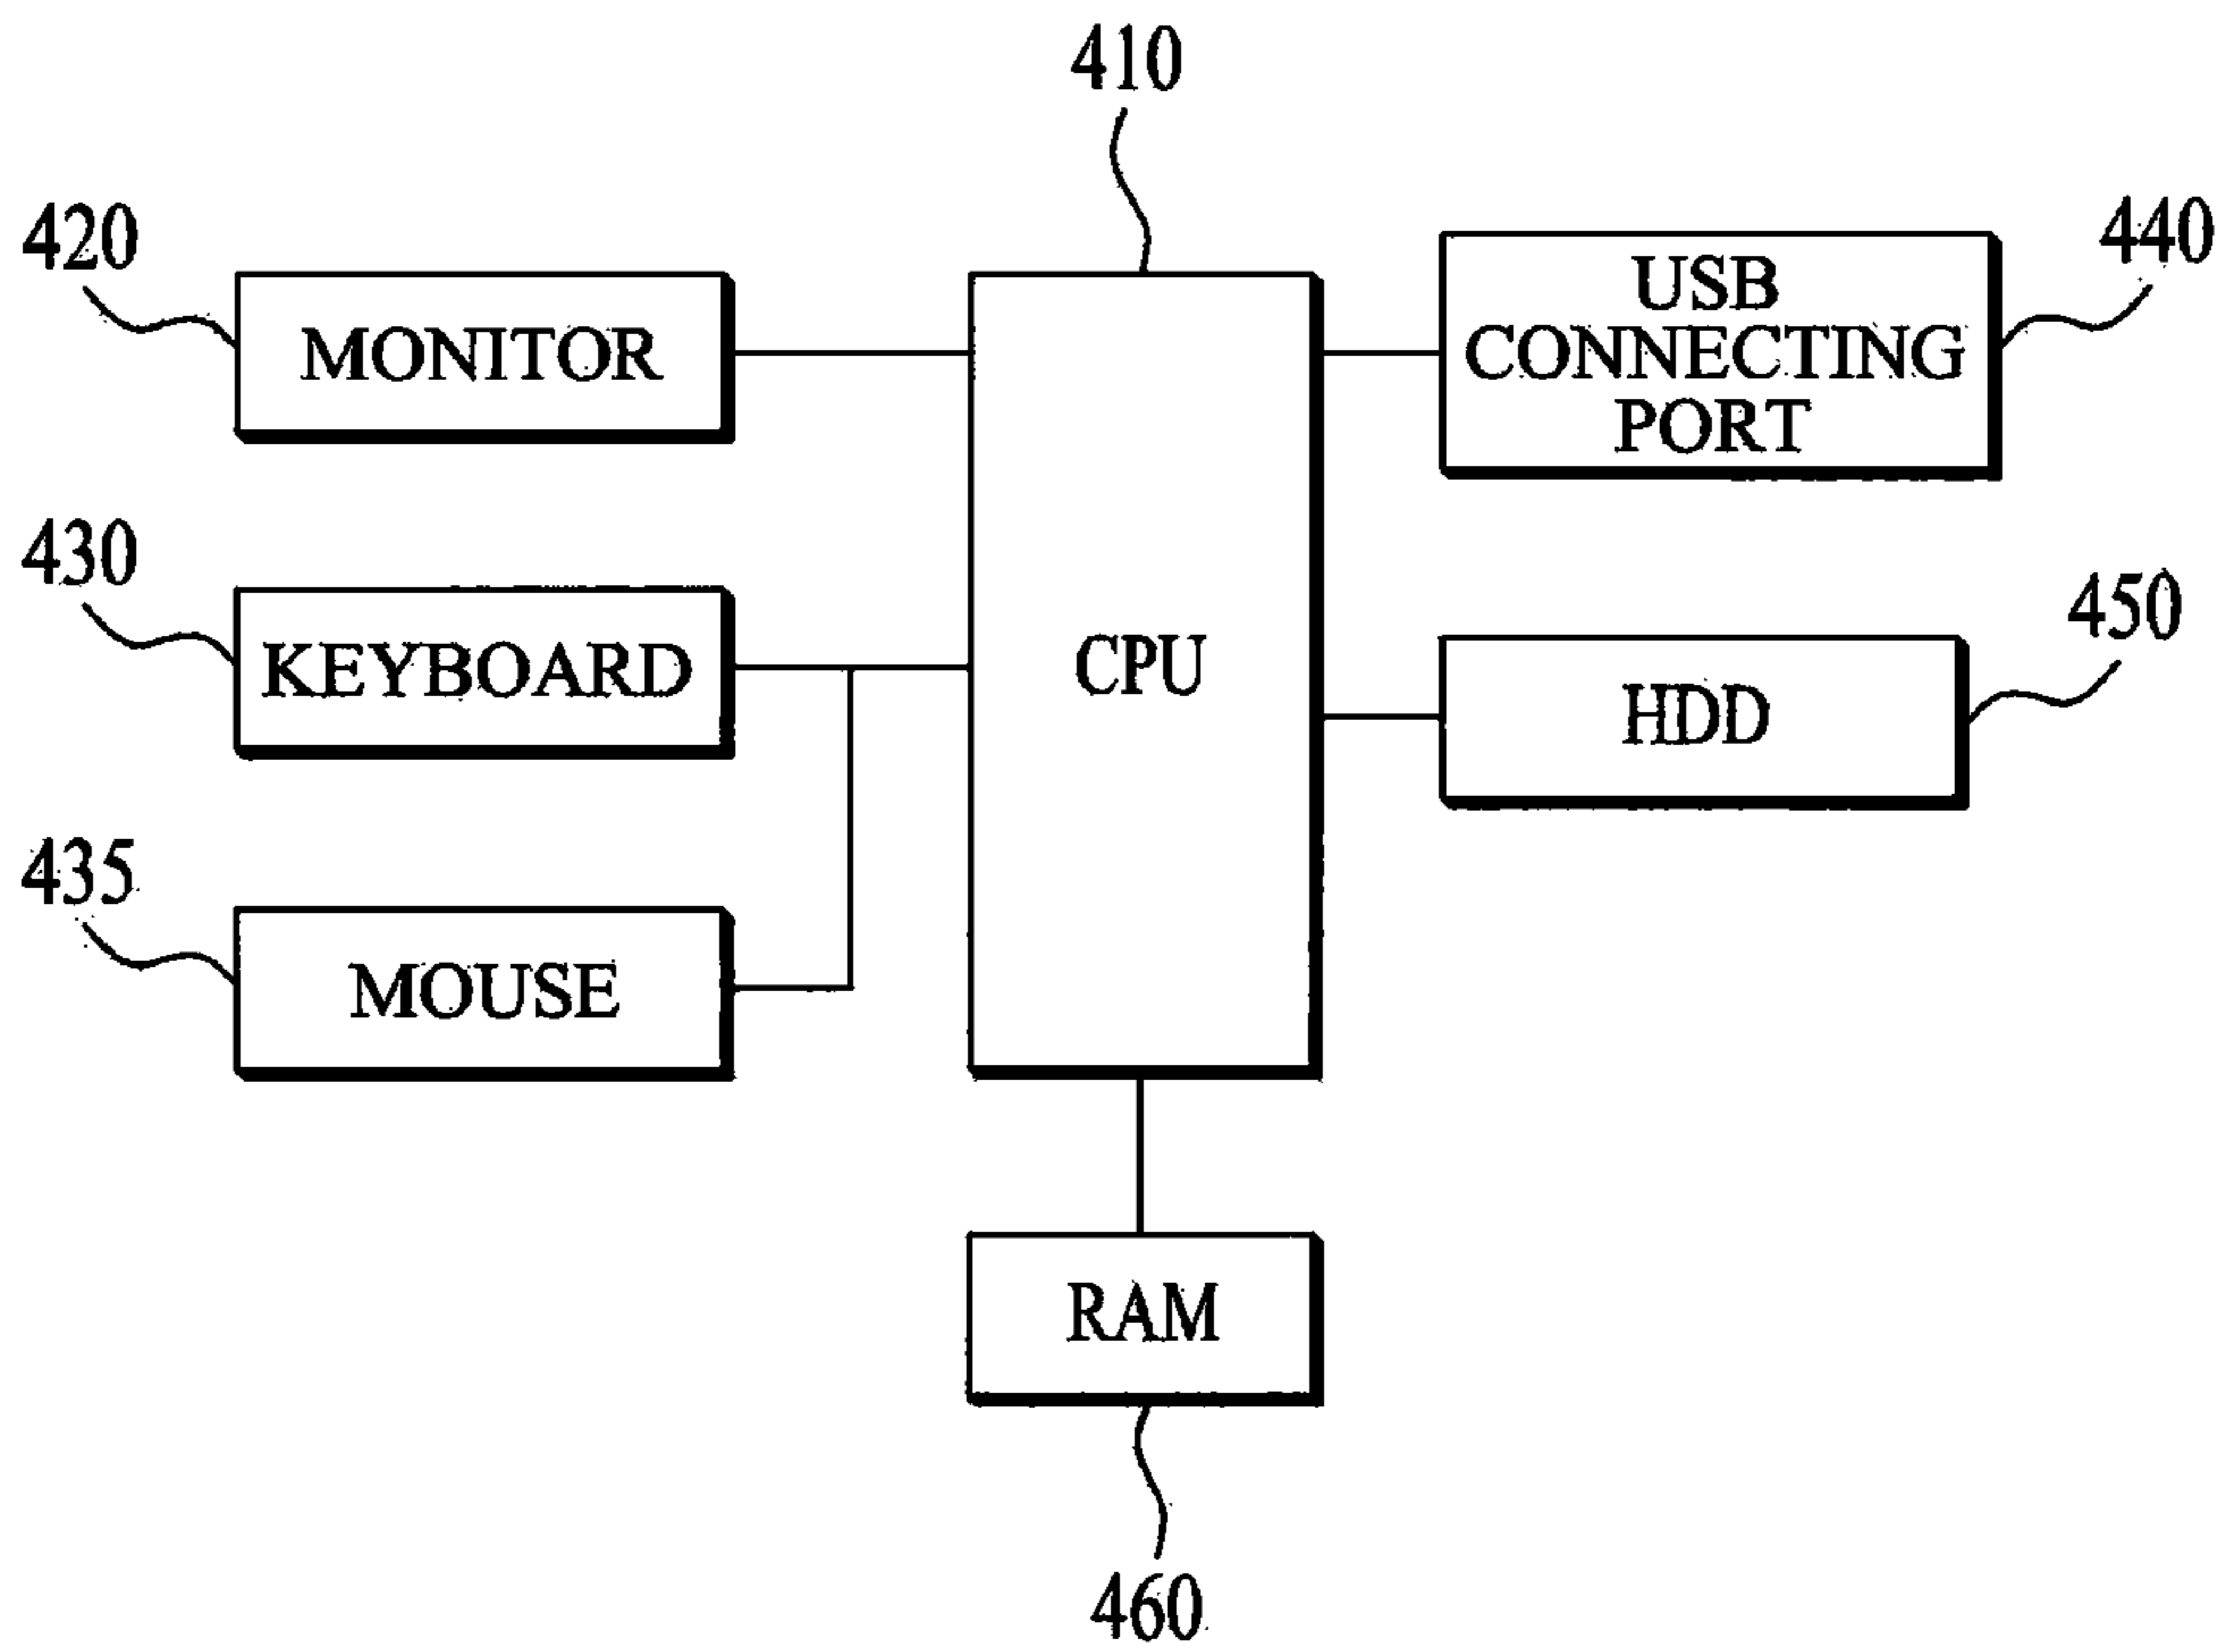 410
420
MONITOR
440
USB
CONNECTING
PORT
430
KEYBOARD
CPU
450
HDD
435
MOUSE
RAM
460